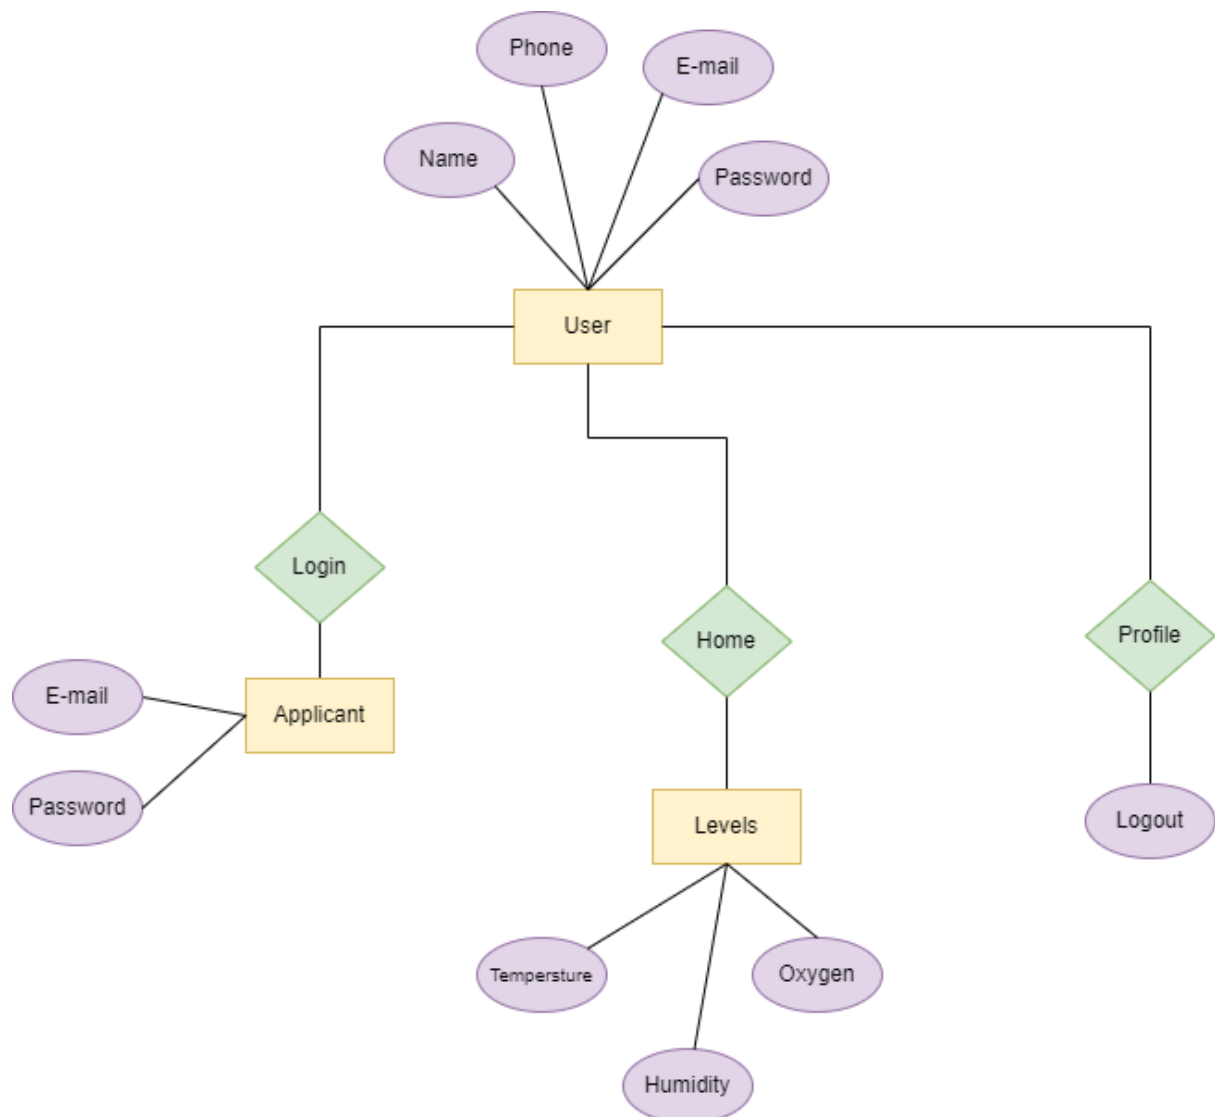 Phone
E-mail
Name
Password
User
Login
Home
Profile
E-mail
Applicant
Password
Levels
Logout
Tempersture
Oxygen
Humidity